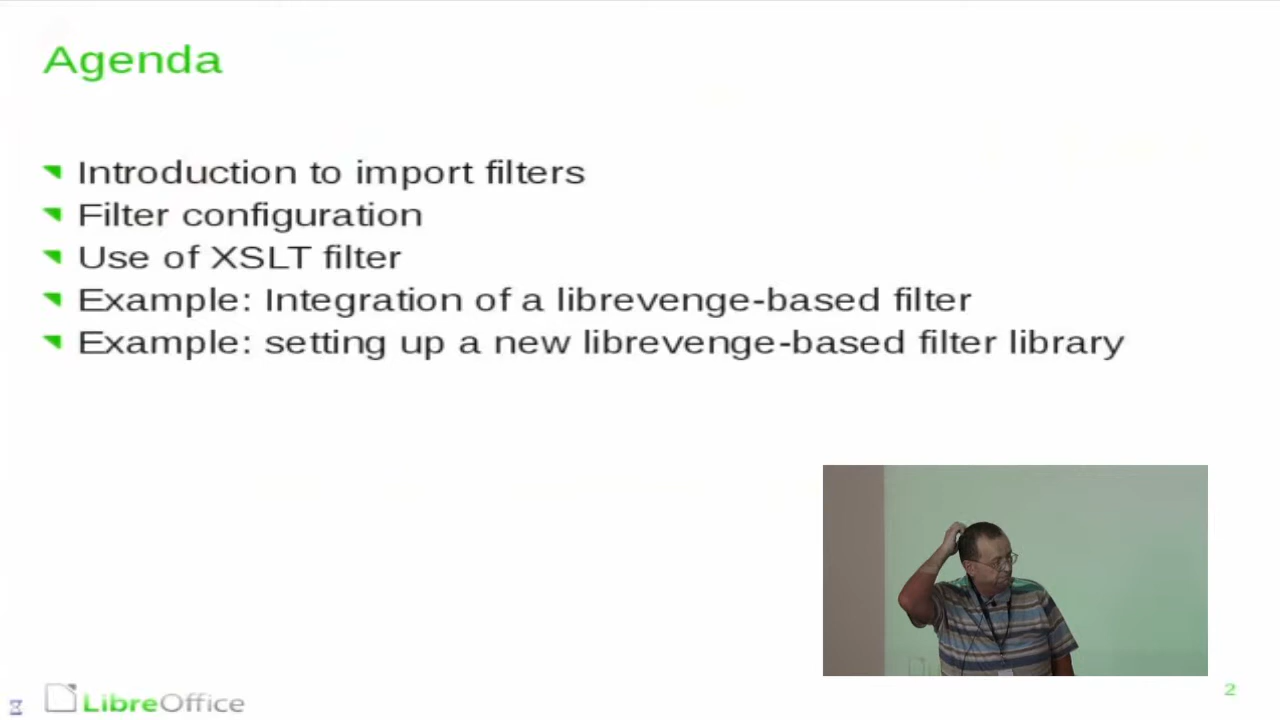 Agenda
Introduction to import filters
Filter configuration
Use of XSLT filter
Example: Integration of a librevenge-based filter
Example: setting up a new librevenge-based filter library
LibreOffice
2